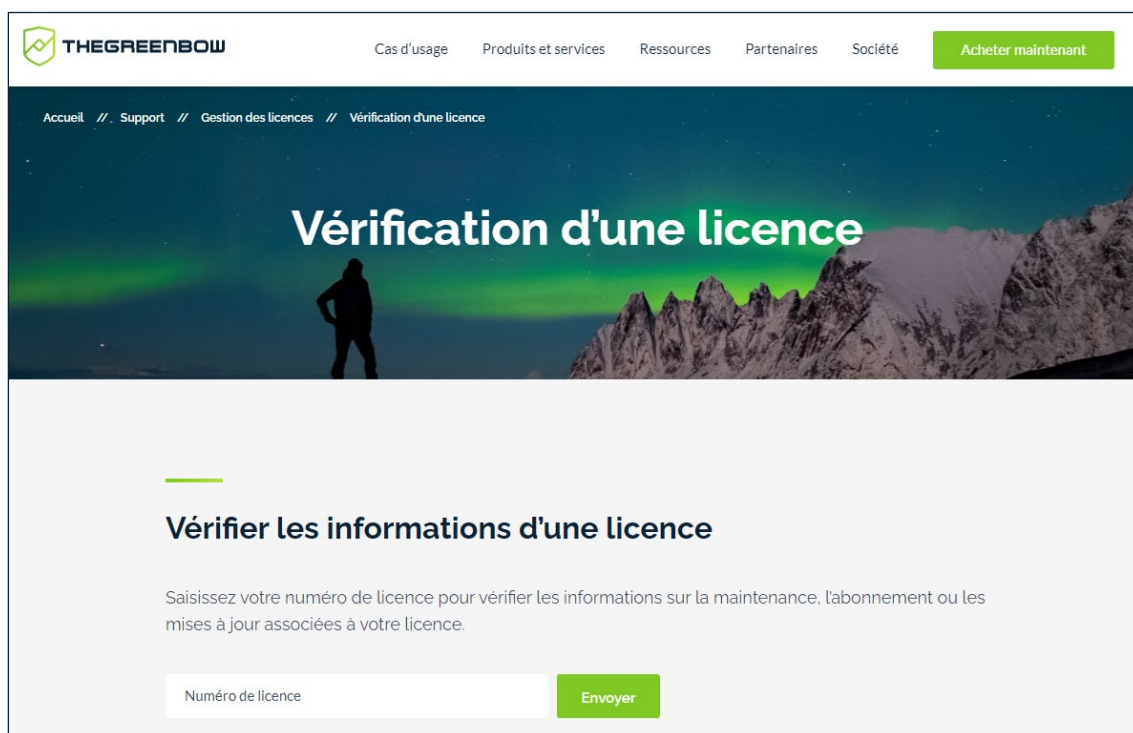 THEGREENBOW
Cas d'usage Produits et services Ressources Partenaires Société Acheter maintenant
Accueil // Support // Gestion des licences // Vérification d'une licence
Vérification d'une licence
Vérifier les informations d'une licence
Saisissez votre numéro de licence pour vérifier les informations sur la maintenance, l'abonnement ou les
mises à jour associées à votre licence.
Numéro de licence Envoyer